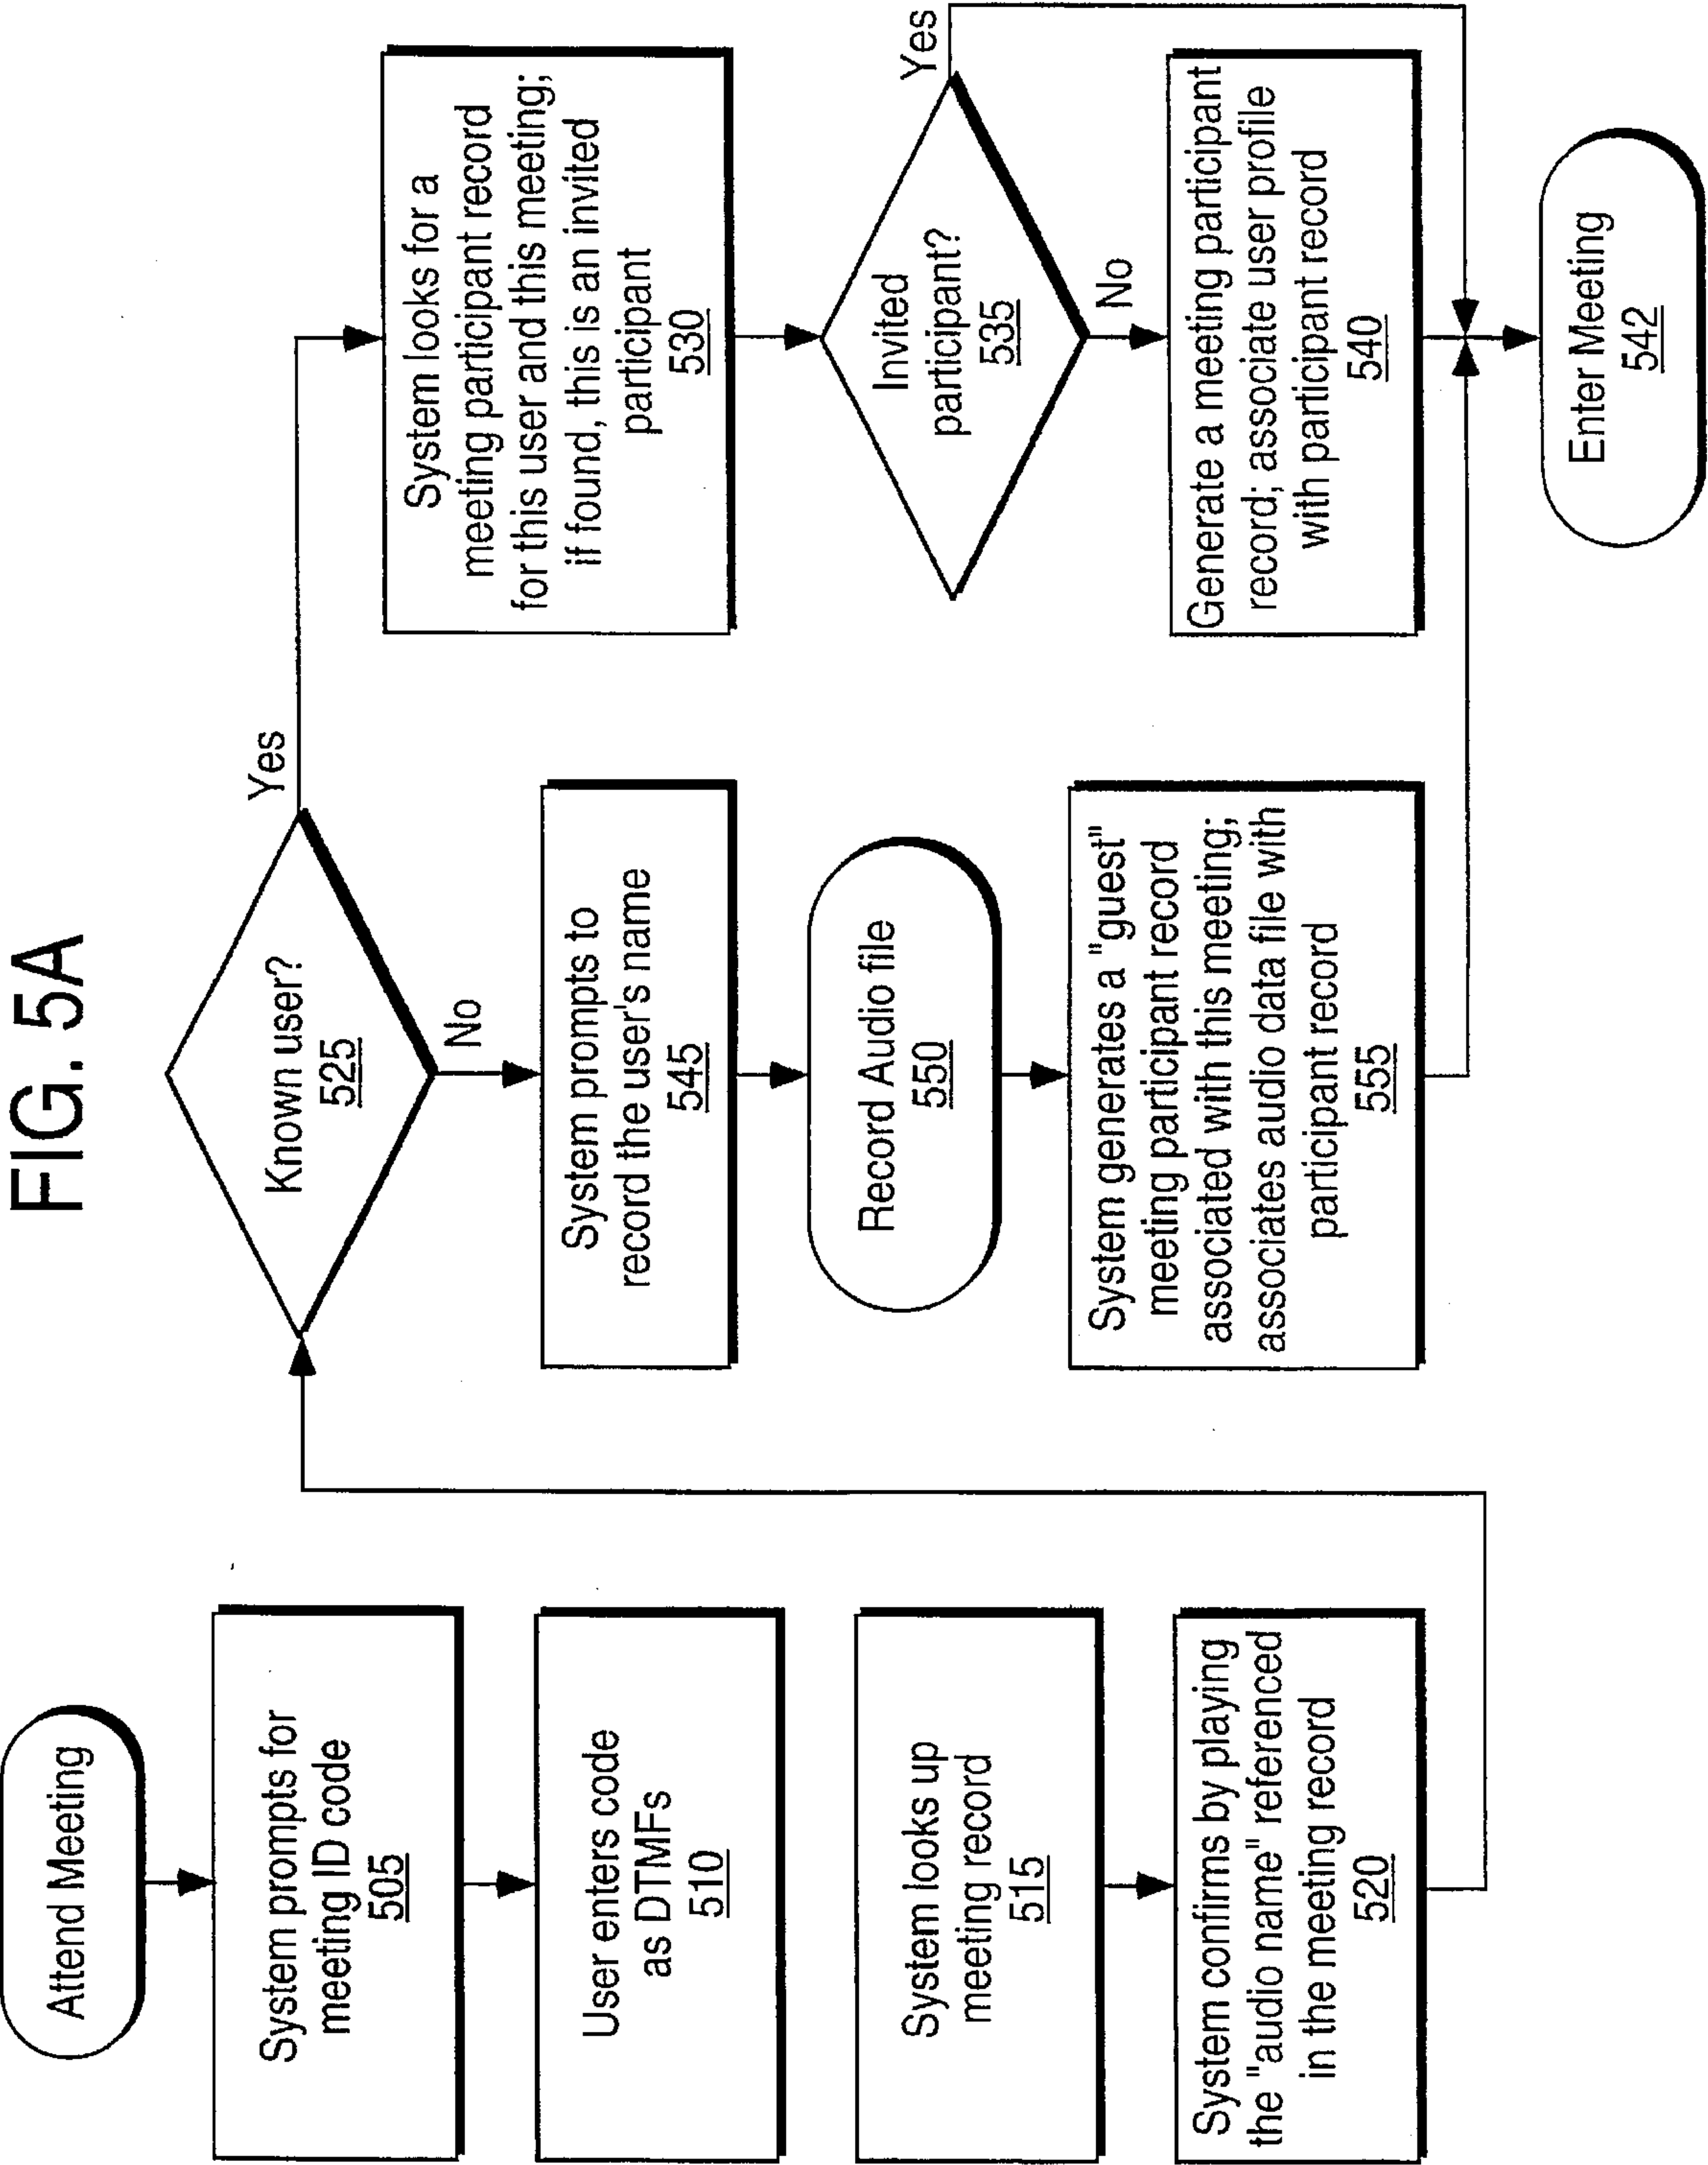 FIG. 5A
Attend Meeting
System prompts for
meeting ID code
505
User enters code
as DTMFs
510
System looks up
meeting record
515
System confirms by playing
the "audio name" referenced
in the meeting record
520
Known user?
525
Yes
No
System prompts to
record the user's name
545
Record Audio file
550
System generates a "guest"
meeting participant record
associated with this meeting;
associates audio data file with
participant record
555
System looks for a
meeting participant record
for this user and this meeting;
if found, this is an invited
participant
530
Invited
participant?
535
Yes
No
Generate a meeting participant
record; associate user profile
with participant record
540
Enter Meeting
542